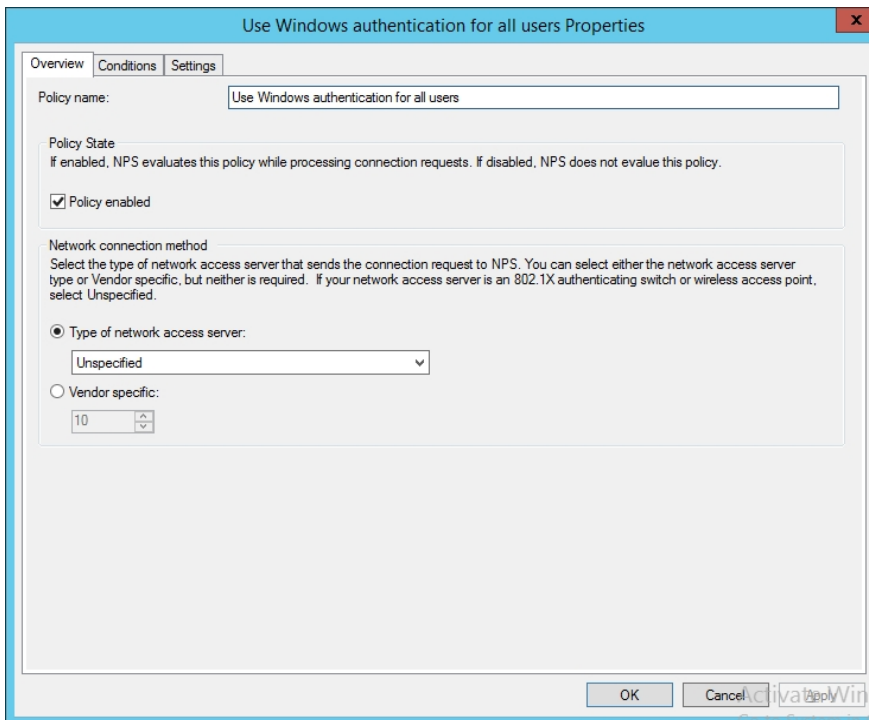 Use Windows authentication for all users Properties
x
Overview Conditions Settings
Policy name: Use Windows authentication for all users
Policy State
If enabled, NPS evaluates this policy while processing connection requests. If disabled, NPS does not evalue this policy.
Policy enabled
Network connection method
Select the type of network access server that sends the connection request to NPS. You can select either the network access server
type or Vendor specific, but neither is required. If your network access server is an 802.1X authenticating switch or wireless access point,
select Unspecified.
Type of network access server:
Unspecified
Vendor specific:
10
OK Cancel Apply
Activate Win